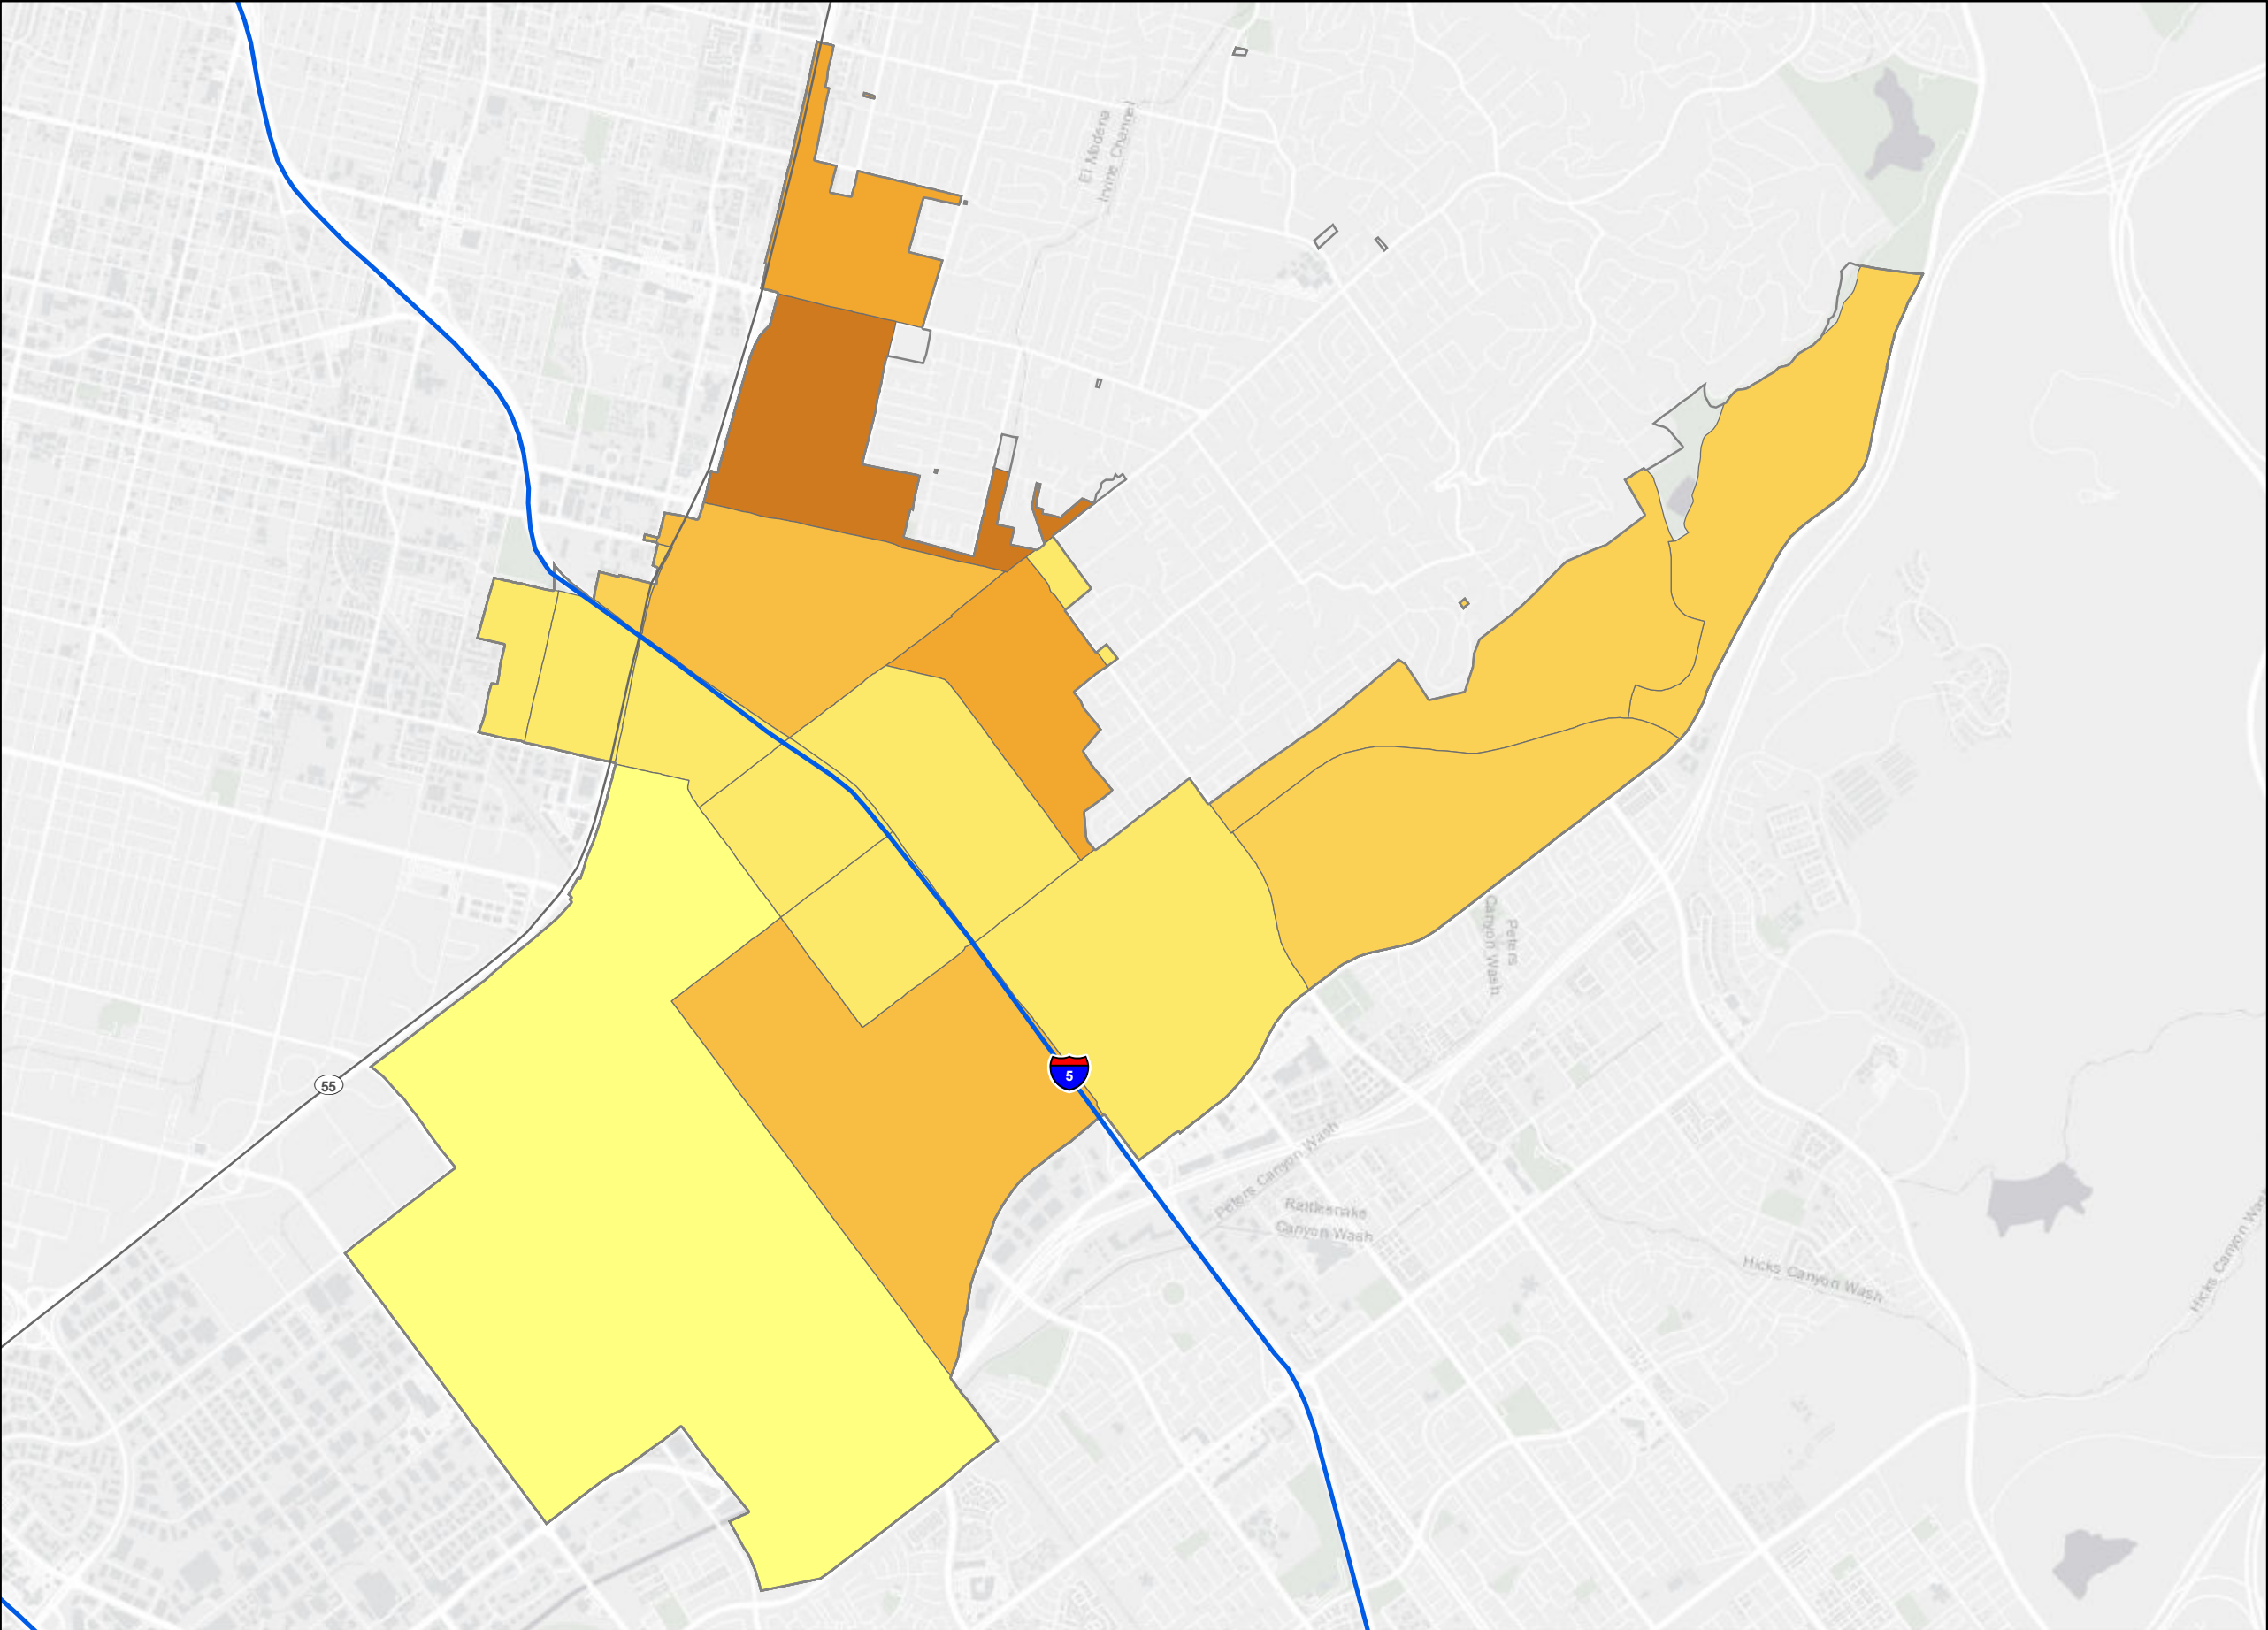 El Modena
Irvine Channel
Peters
Canyon Wash
55
5
Peters Canyon Wash
Rattlesnake
Canyon Wash
Hicks Canyon Wash
Hicks Canyon Wash